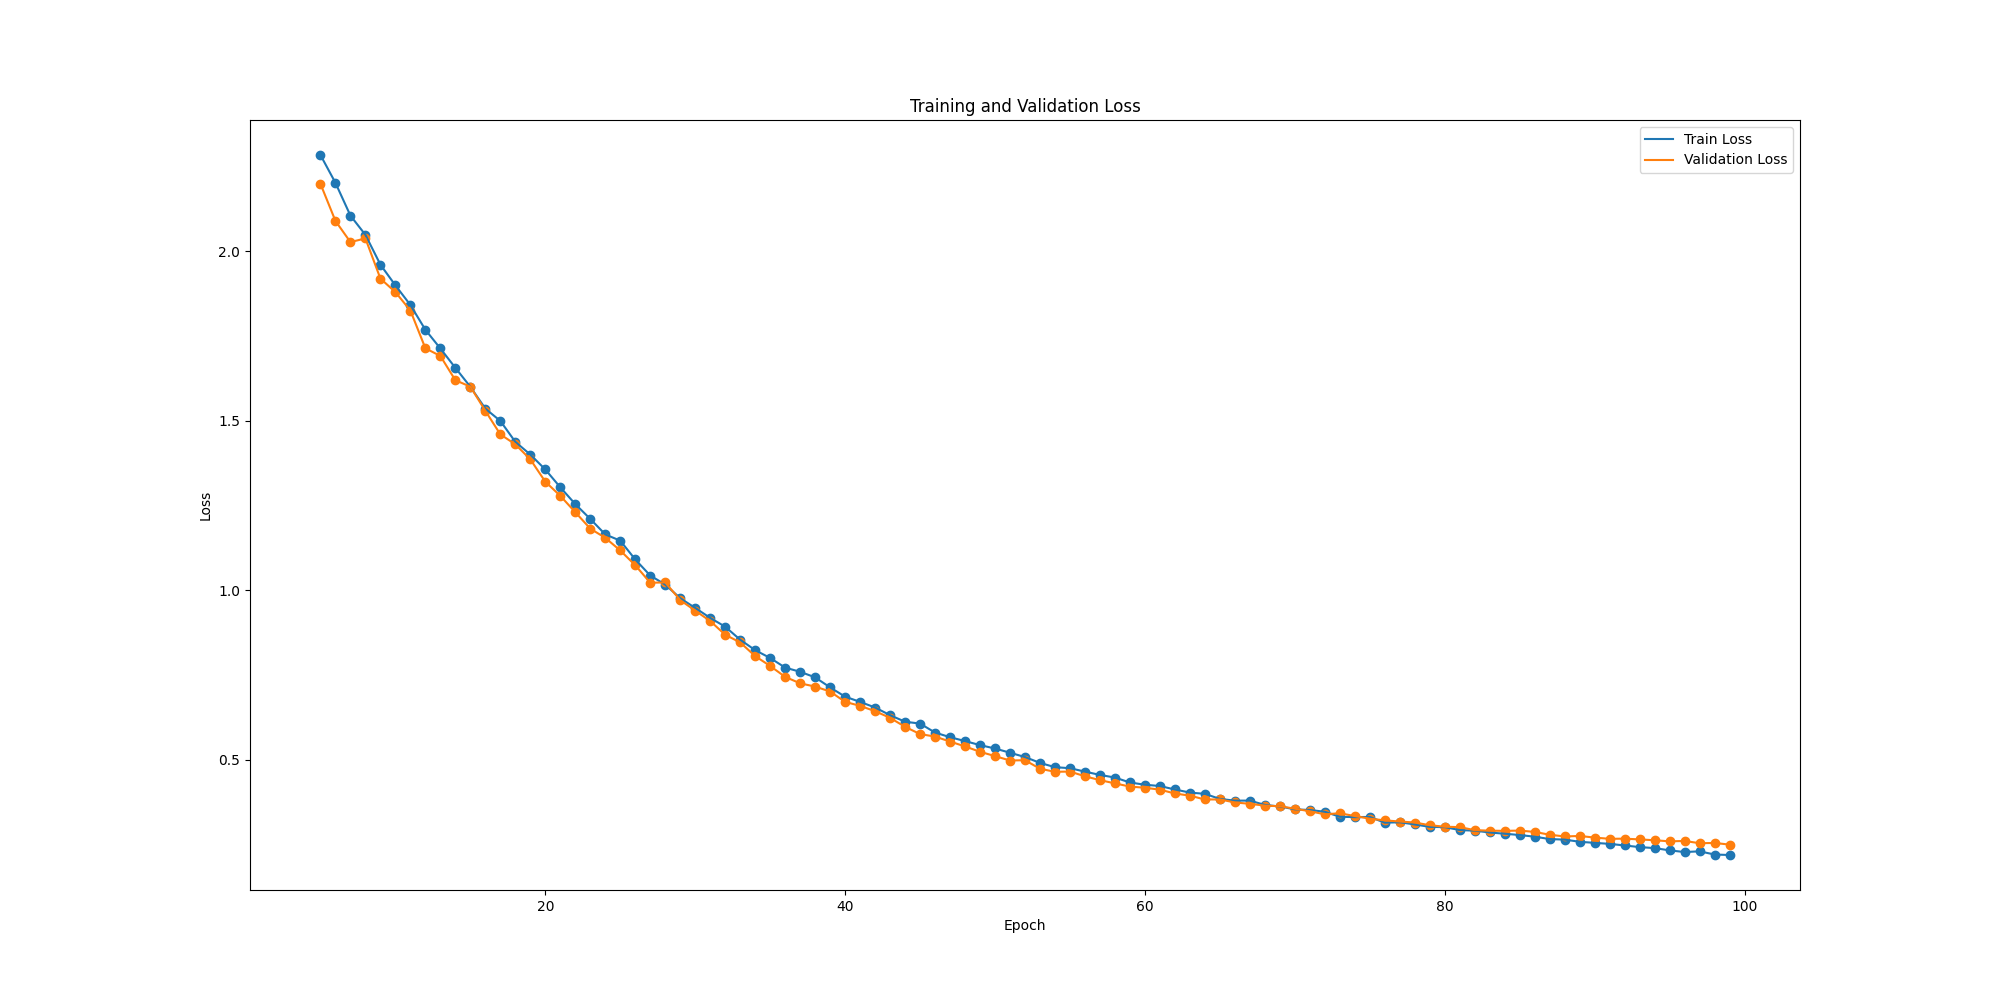 Training and Validation Loss
Train Loss
Validation Loss
2.0
1.5
1.0
0.5
Loss
20 40 60 80 100
Epoch